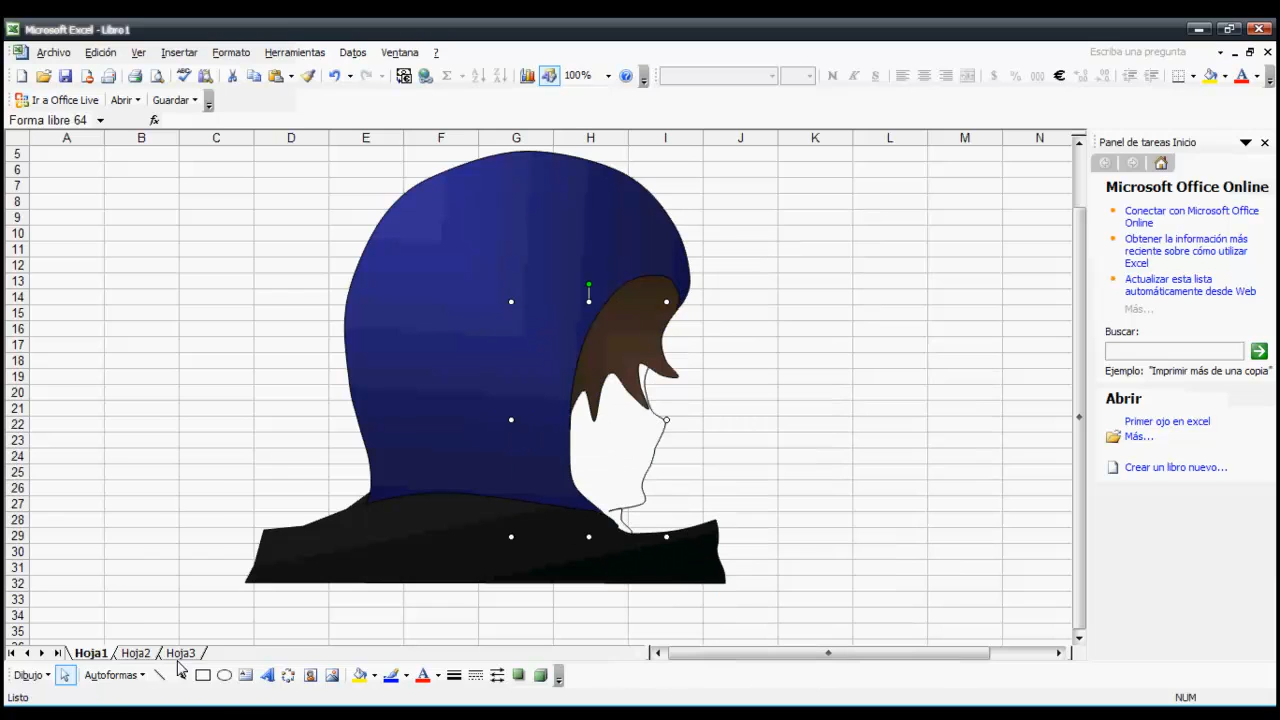 Microsoft Excel - Libro1
Archivo Edición Ver Insertar Formato Herramientas Datos Ventana ? Escriba una pregunta
100% N K S € 
Ir a Office Live Abrir Guardar
Forma libre 64 fx
A B C D E F G H I J K L M N
5
6
7
8
9
10
11
12
13
14
15
16
17
18
19
20
21
22
23
24
25
26
27
28
29
30
31
32
33
34
35
Panel de tareas Inicio
Microsoft Office Online
Conectar con Microsoft Office
Online
Obtener la información más
reciente sobre cómo utilizar
Excel
Actualizar esta lista
automáticamente desde Web
Más...
Buscar:
Ejemplo: "Imprimir más de una copia"
Abrir
Primer ojo en excel
Más...
Crear un libro nuevo...
Hoja1 Hoja2 Hoja3
Dibujo Autoformas
Listo NUM